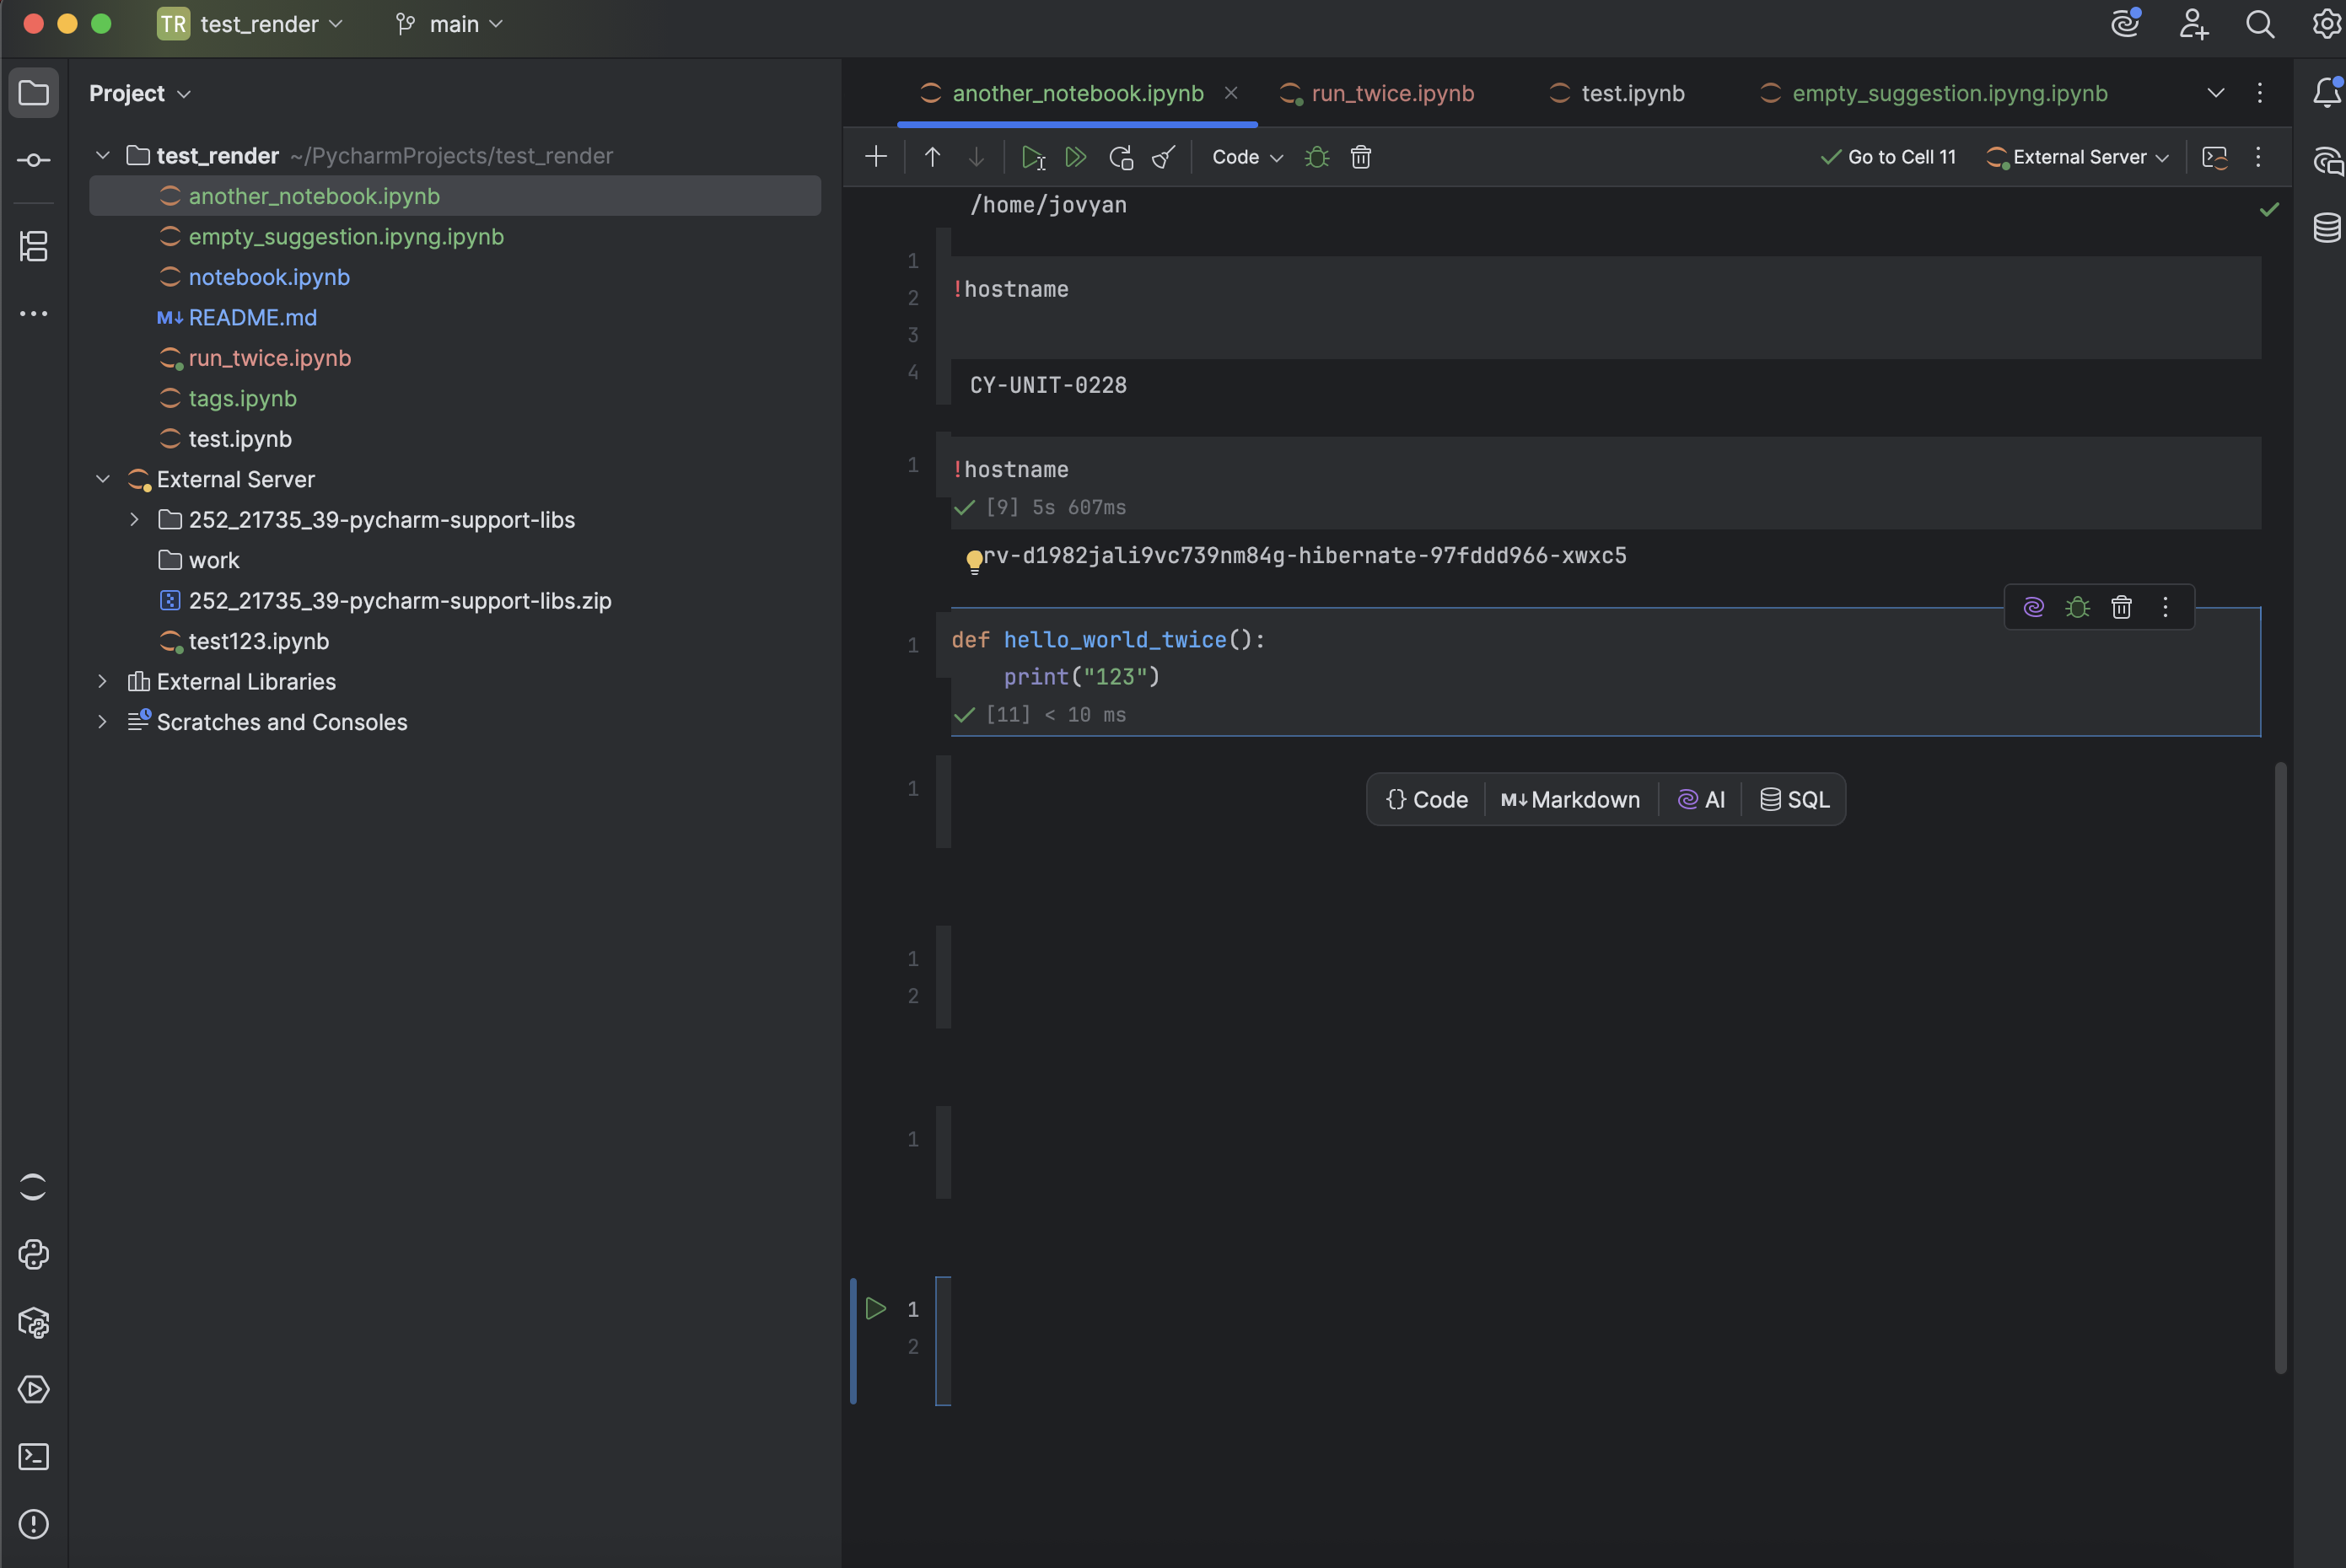 TR test_render main
Project
another_notebook.ipynb run_twice.ipynb test.ipynb empty_suggestion.ipyng.ipynb
Code Go to Cell 11 External Server
test_render ~/PycharmProjects/test_render
another_notebook.ipynb
empty_suggestion.ipyng.ipynb
notebook.ipynb
M↓ README.md
run_twice.ipynb
tags.ipynb
test.ipynb
External Server
252_21735_39-pycharm-support-libs
work
252_21735_39-pycharm-support-libs.zip
test123.ipynb
External Libraries
Scratches and Consoles
/home/jovyan
1
!hostname
2
3
4
CY-UNIT-0228
1 !hostname
[9] 5s 607ms
rv-d1982jali9vc739nm84g-hibernate-97fddd966-xwxc5
1 def hello_world_twice():
print("123")
[11] < 10 ms
1
{} Code M↓ Markdown AI SQL
1
2
1
1
2